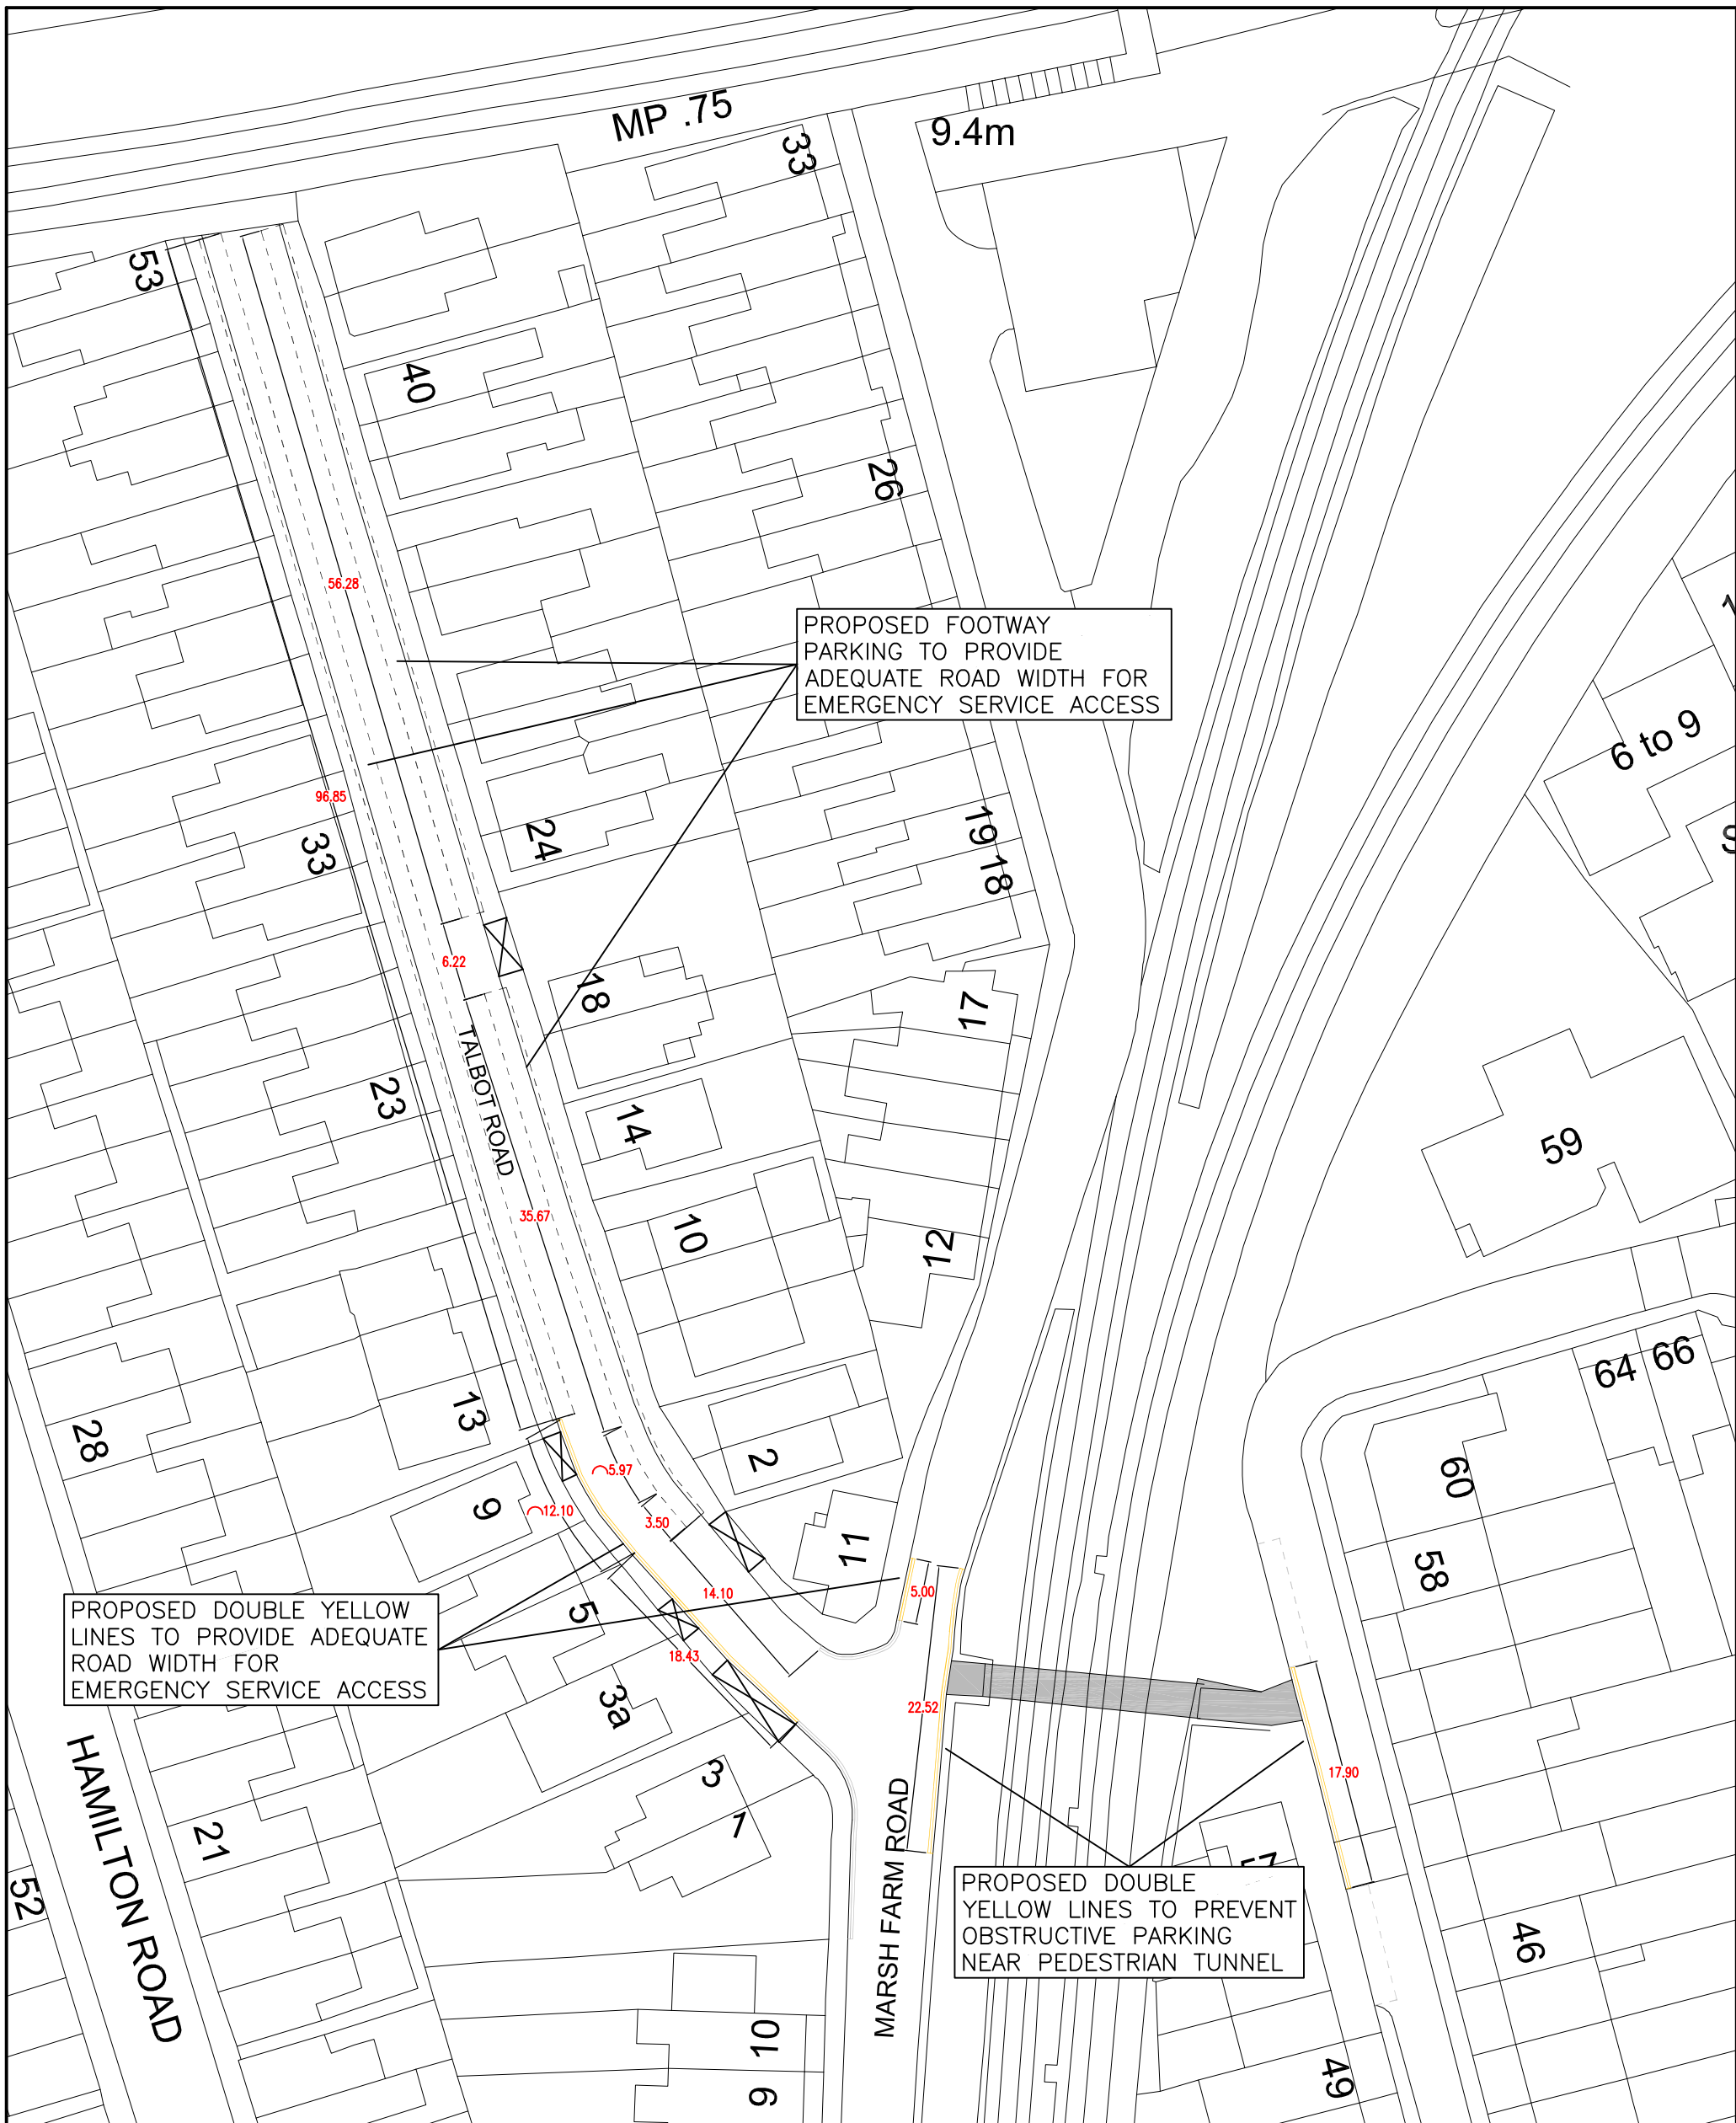 MP .75
33
9.4m
53
40
26
56.28
PROPOSED FOOTWAY
PARKING TO PROVIDE
ADEQUATE ROAD WIDTH FOR
EMERGENCY SERVICE ACCESS
6 to 9
96.85
33
24
19
18
6.22
18
17
TALBOT ROAD
23
14
59
35.67
10
12
64
66
13
28
2
60
5.97
9
12.10
3.50
11
58
14.10
5.00
PROPOSED DOUBLE YELLOW
LINES TO PROVIDE ADEQUATE
ROAD WIDTH FOR
EMERGENCY SERVICE ACCESS
5
18.43
3a
22.52
17.90
HAMILTON ROAD
3
1
21
MARSH FARM ROAD
52
PROPOSED DOUBLE
YELLOW LINES TO PREVENT
OBSTRUCTIVE PARKING
NEAR PEDESTRIAN TUNNEL
46
10
9
49